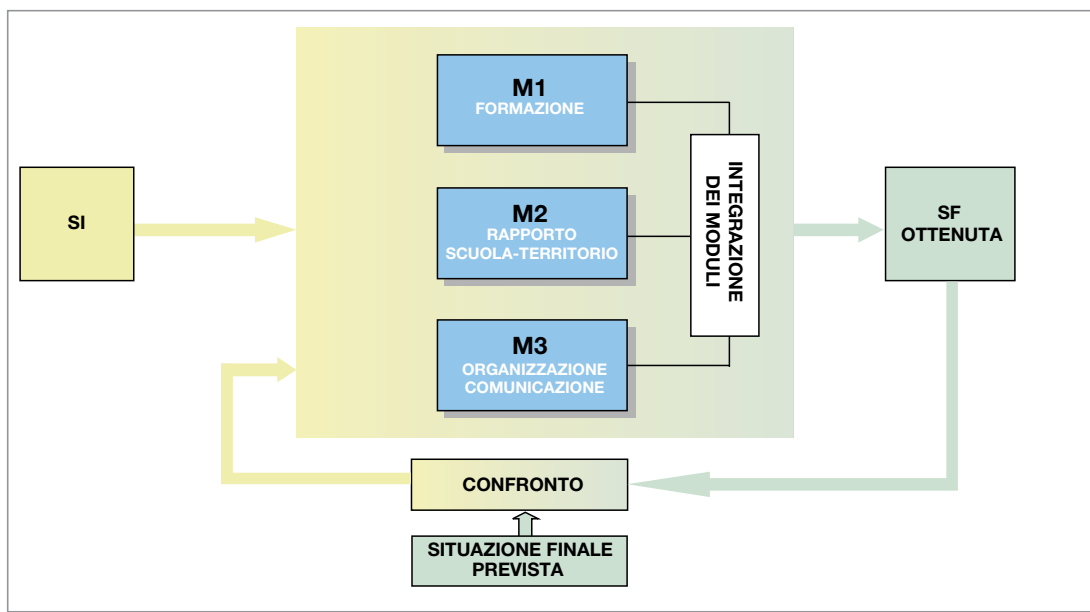 SI
M1
FORMAZIONE
M2
RAPPORTO
SCUOLA-TERRITORIO
M3
ORGANIZZAZIONE
COMUNICAZIONE
INTEGRAZIONE
DEI MODULI
SF
OTTENUTA
CONFRONTO
SITUAZIONE FINALE
PREVISTA